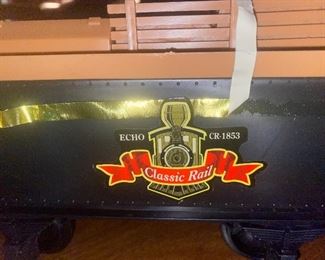 ECHO CR-1853
Classic Rail